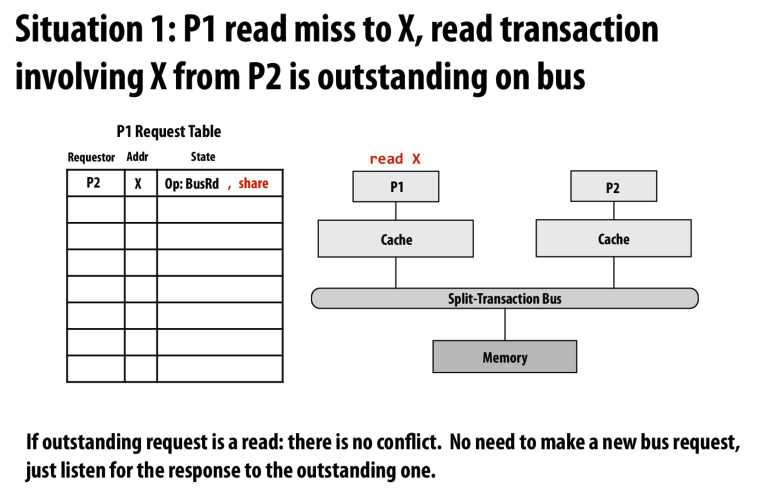 Situation 1: P1 read miss to X, read transaction
involving X from P2 is outstanding on bus
P1 Request Table
Requestor Addr State
P2 X Op: BusRd , share
read X
P1
P2
Cache
Cache
Split-Transaction Bus
Memory
If outstanding request is a read: there is no conflict. No need to make a new bus request,
just listen for the response to the outstanding one.